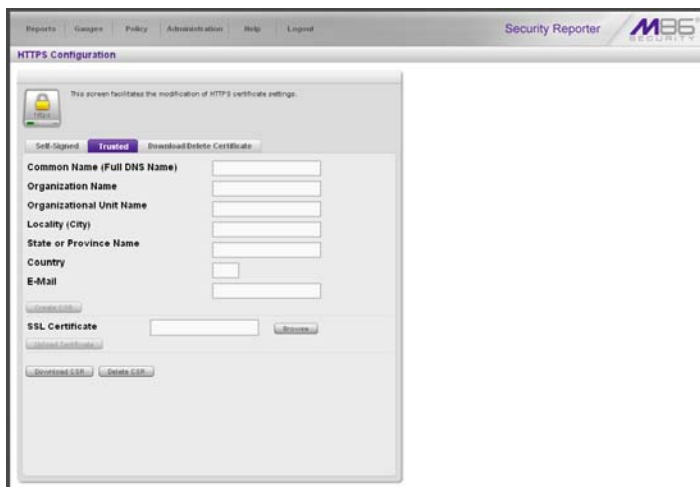 Reports Gauges Policy Administration Help Logout
Security Reporter
M86
SECURITY
HTTPS Configuration
This screen facilitates the modification of HTTPS certificate settings.
https
Self-Signed Trusted Download/Delete Certificate
Common Name (Full DNS Name)
Organization Name
Organizational Unit Name
Locality (City)
State or Province Name
Country
E-Mail
Create CSR
SSL Certificate Browse
Upload Certificate
Download CSR Delete CSR